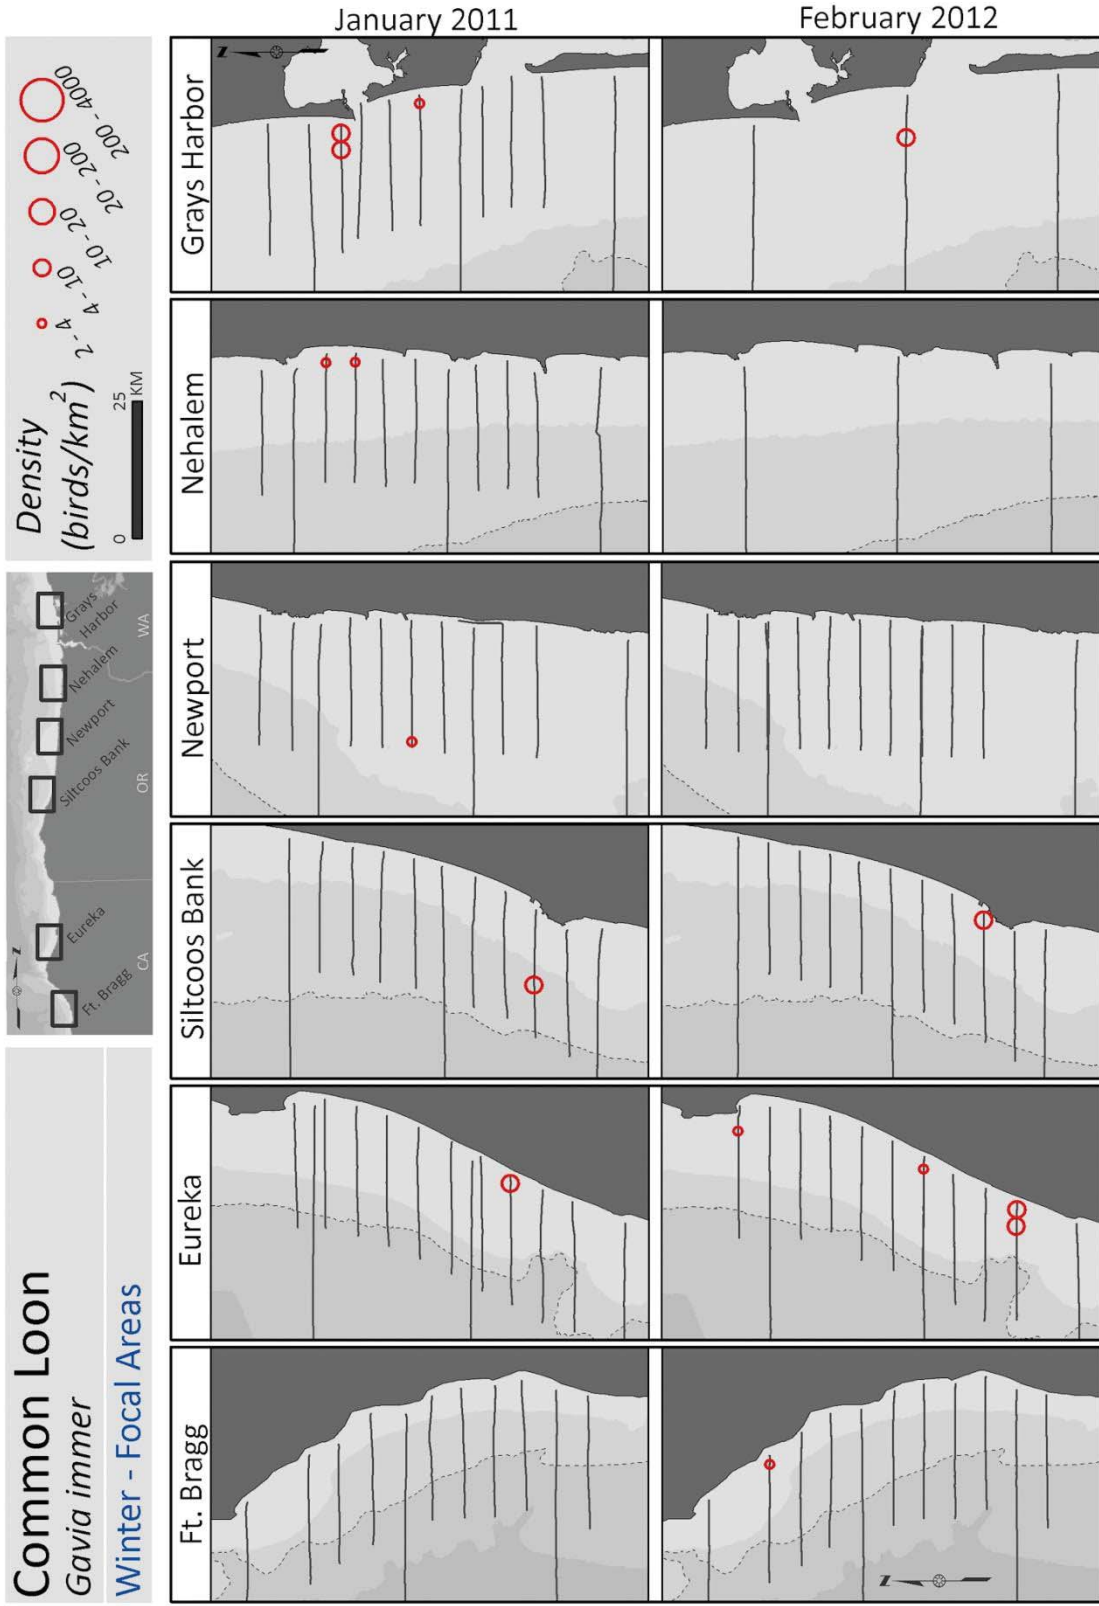 Common Loon
Gavia immer
Winter - Focal Areas
N
Ft. Bragg
Eureka
Siltcoos Bank
Newport
Nehalem
Grays
Harbor
CA
OR
WA
Density
(birds/km²)
2 - 4
4 - 10
10 - 20
20 - 200
200 - 4000
0
25
KM
January 2011
February 2012
Ft. Bragg
Eureka
Siltcoos Bank
Newport
Nehalem
Grays Harbor
N
N